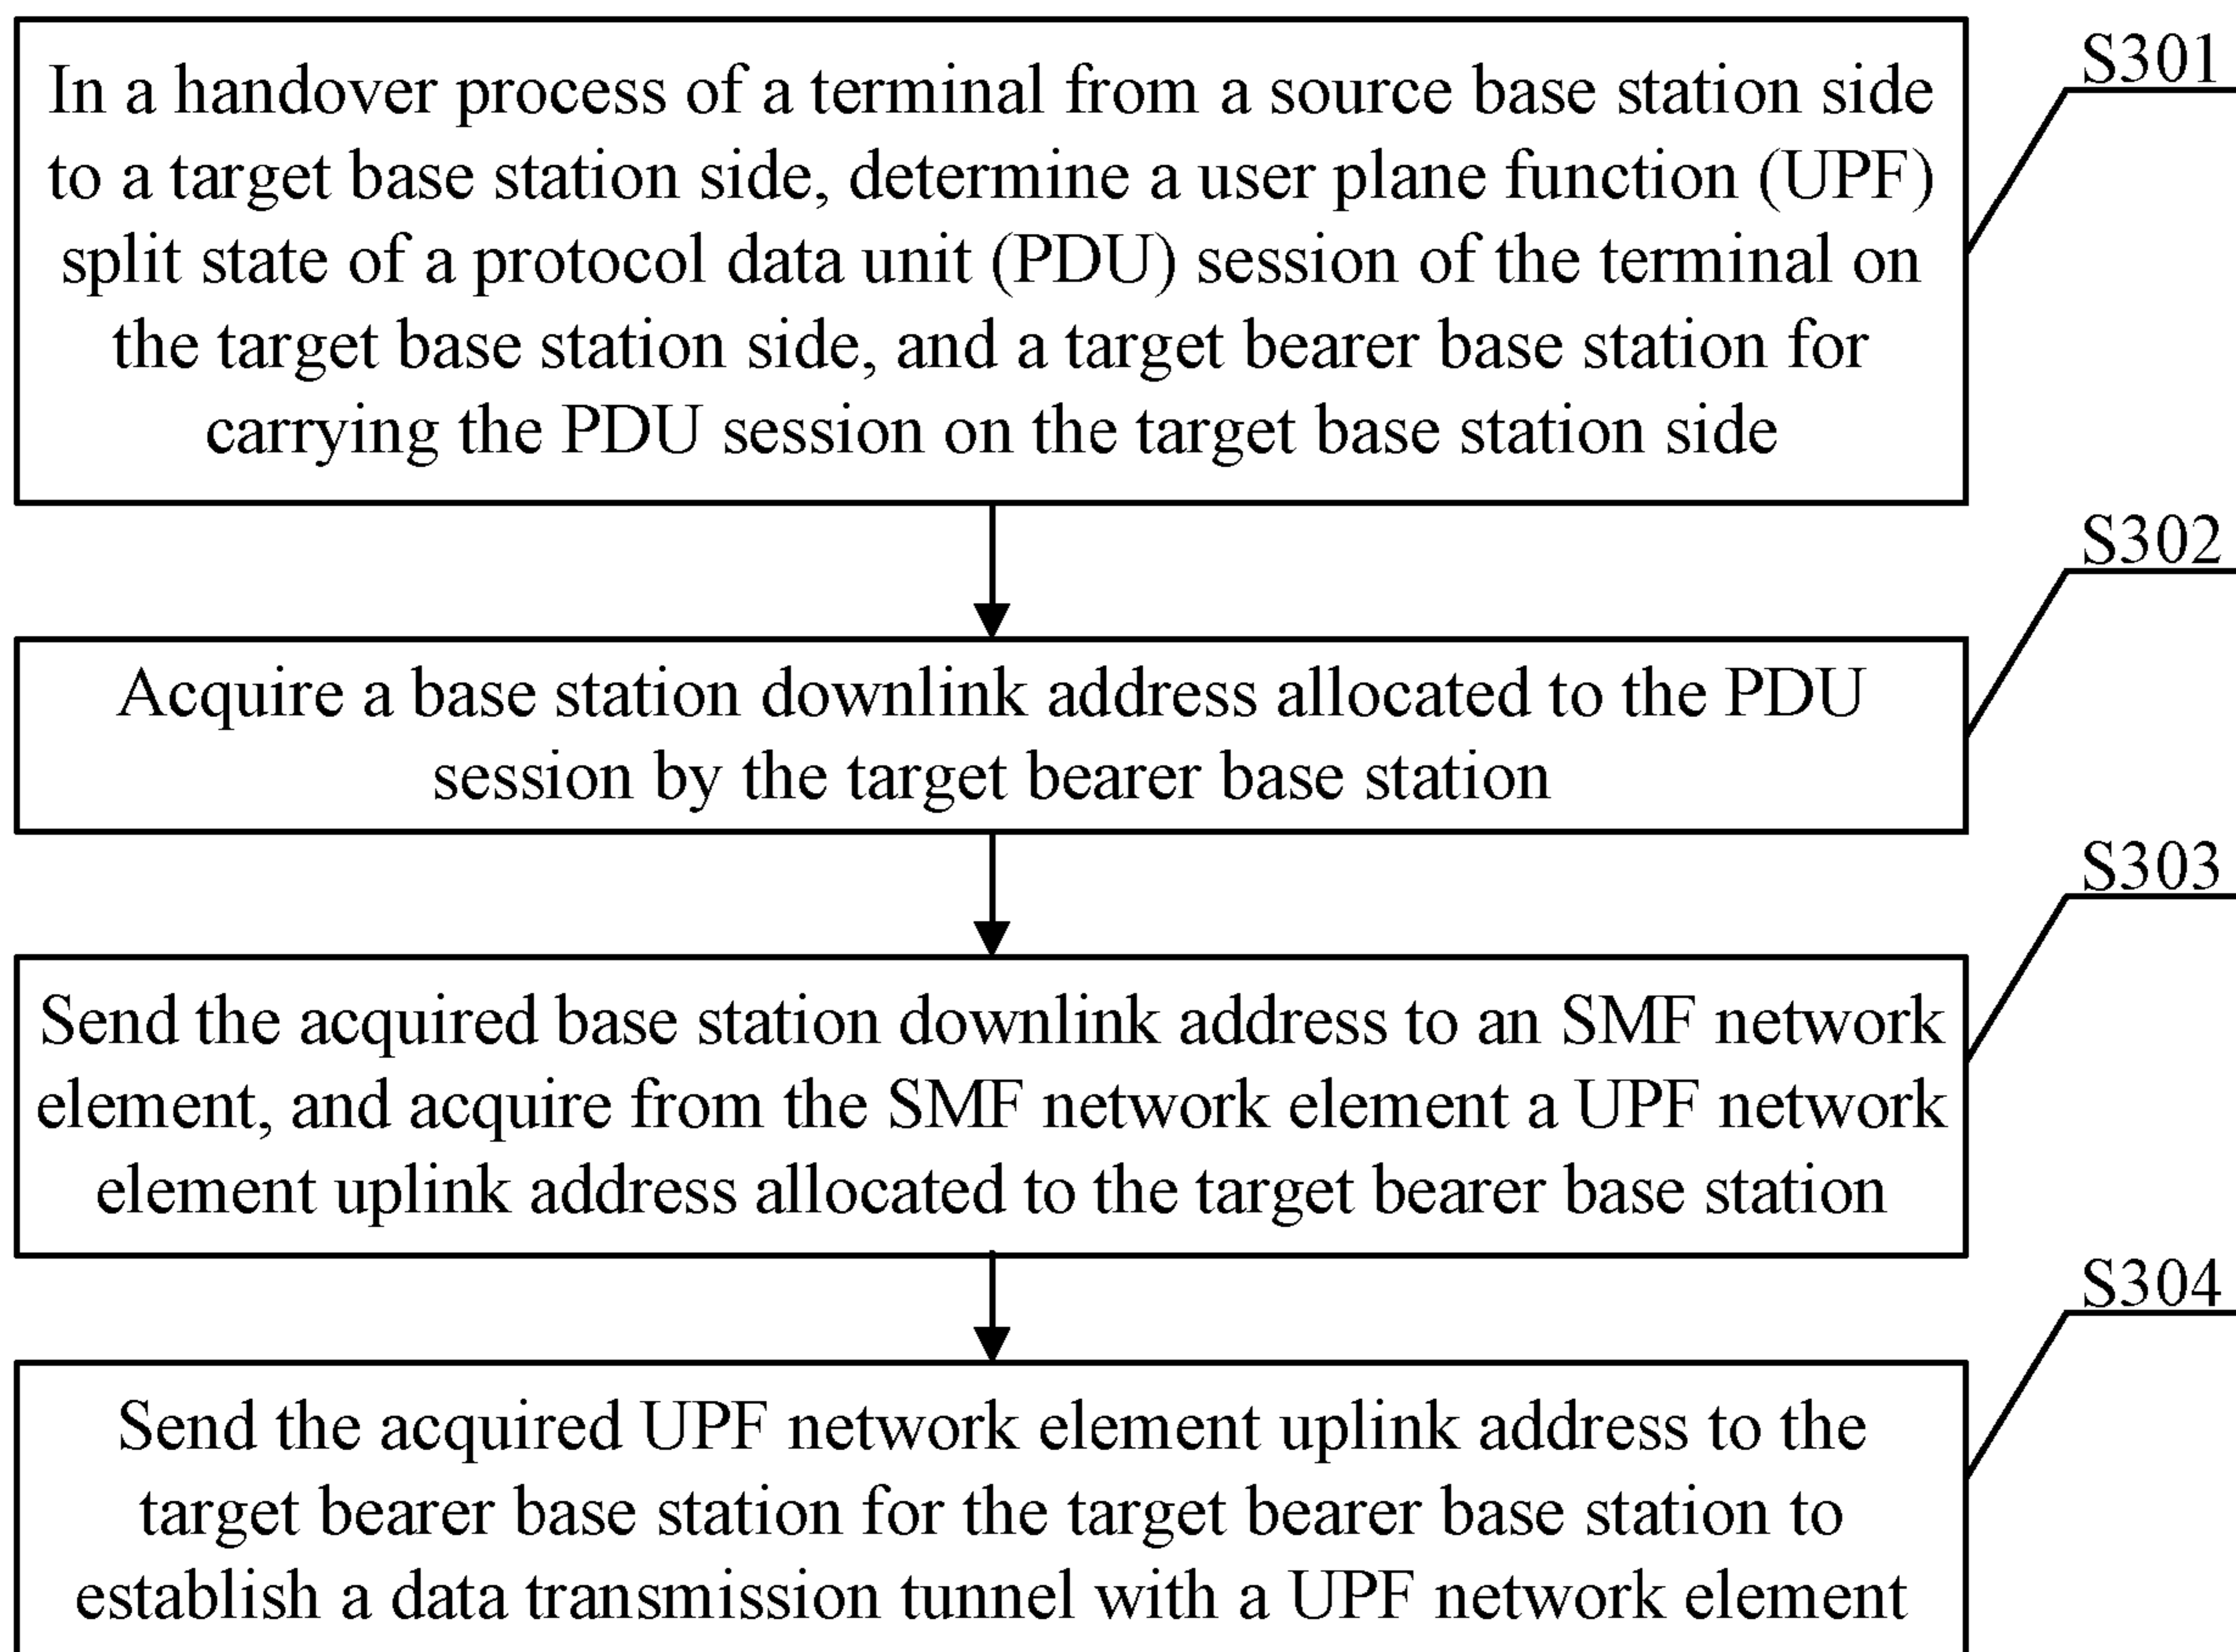 In a handover process of a terminal from a source base station side
to a target base station side, determine a user plane function (UPF)
split state of a protocol data unit (PDU) session of the terminal on
the target base station side, and a target bearer base station for
carrying the PDU session on the target base station side
S301
Acquire a base station downlink address allocated to the PDU
session by the target bearer base station
S302
Send the acquired base station downlink address to an SMF network
element, and acquire from the SMF network element a UPF network
element uplink address allocated to the target bearer base station
S303
Send the acquired UPF network element uplink address to the
target bearer base station for the target bearer base station to
establish a data transmission tunnel with a UPF network element
S304